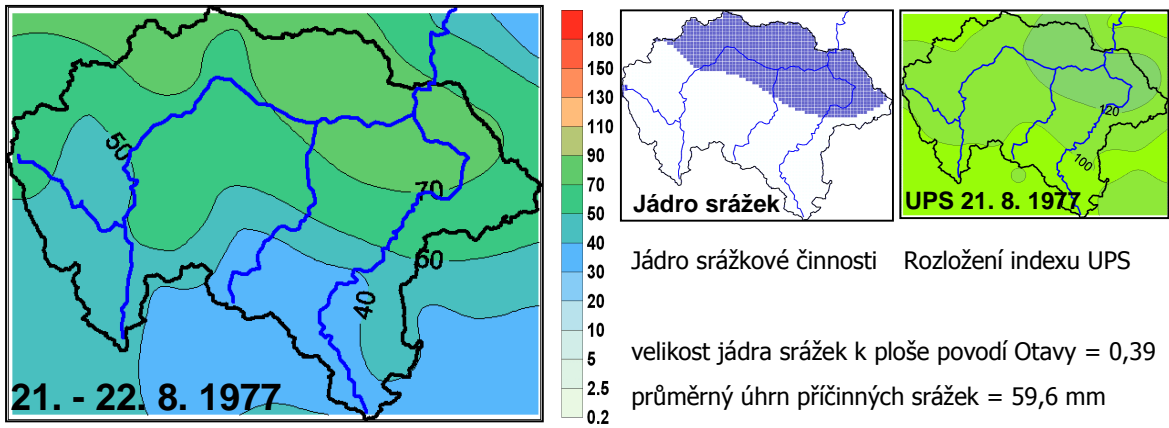 50
70
60
40
21. - 22. 8. 1977
180
150
130
110
90
70
50
40
30
20
10
5
2.5
0.2
Jádro srážek
120
100
UPS 21. 8. 1977
Jádro srážkové činnosti
Rozložení indexu UPS
velikost jádra srážek k ploše povodí Otavy = 0,39
průměrný úhrn příčinných srážek = 59,6 mm